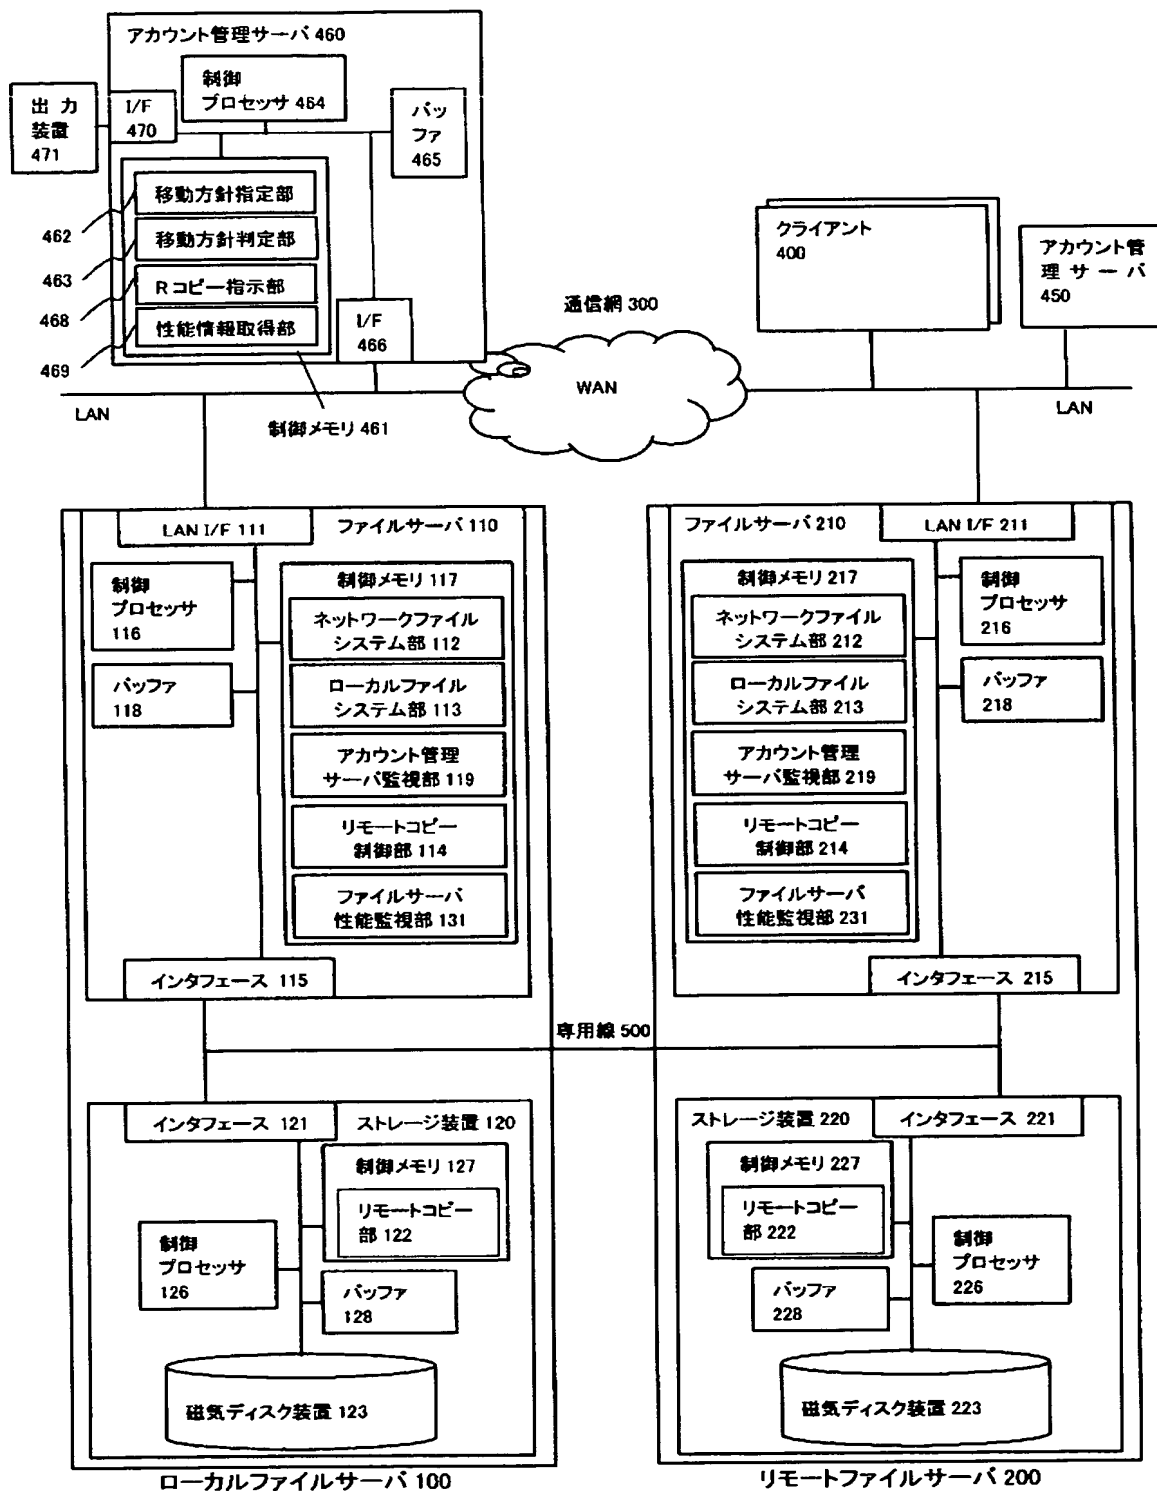 アカウント管理サーバ 460
制御
プロセッサ 464
出 力
装置
471
I/F
470
バッ
ファ
465
移動方針指定部
移動方針判定部
Rコピー指示部
性能情報取得部
462
463
468
469
I/F
466
制御メモリ 461
LAN
通信網 300
WAN
クライアント
400
アカウント管
理 サ ー バ
450
LAN
LAN I/F 111
ファイルサーバ 110
制御
プロセッサ
116
バッファ
118
制御メモリ 117
ネットワークファイル
システム部 112
ローカルファイル
システム部 113
アカウント管理
サーバ監視部 119
リモートコピー
制御部 114
ファイルサーバ
性能監視部 131
インタフェース 115
ファイルサーバ 210
LAN I/F 211
制御メモリ 217
ネットワークファイル
システム部 212
ローカルファイル
システム部 213
アカウント管理
サーバ監視部 219
リモートコピー
制御部 214
ファイルサーバ
性能監視部 231
制御
プロセッサ
216
バッファ
218
インタフェース 215
専用線 500
インタフェース 121
ストレージ装置 120
制御メモリ 127
リモートコピー
部 122
制御
プロセッサ
126
バッファ
128
磁気ディスク装置 123
ローカルファイルサーバ 100
ストレージ装置 220
インタフェース 221
制御メモリ 227
リモートコピー
部 222
制御
プロセッサ
226
バッファ
228
磁気ディスク装置 223
リモートファイルサーバ 200